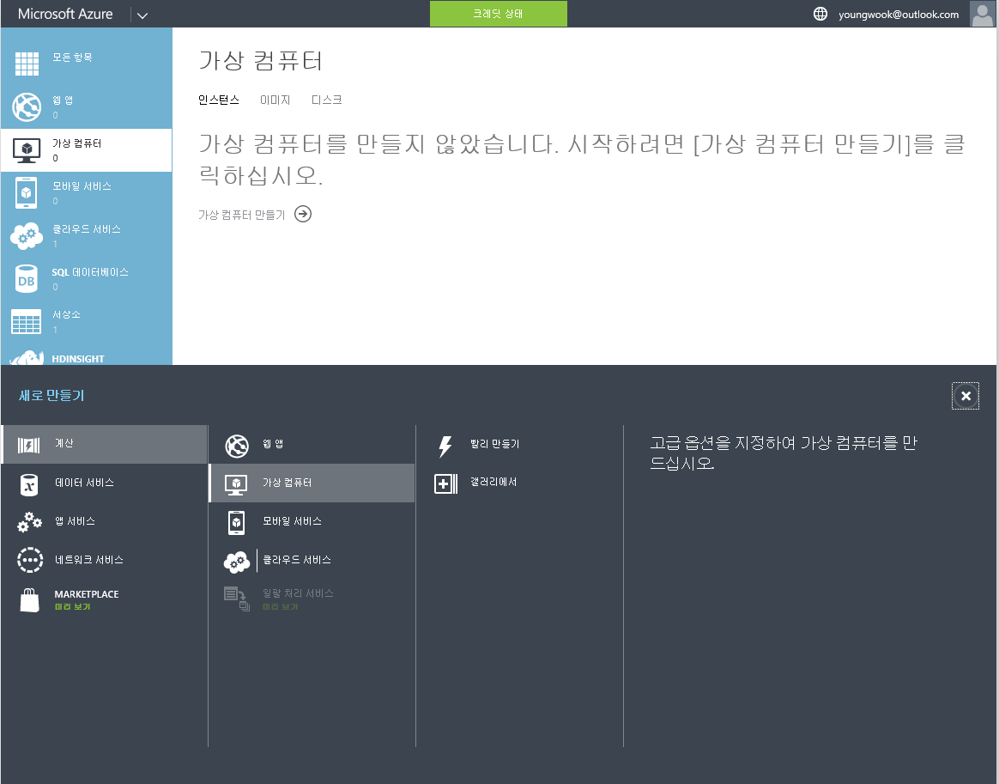 Microsoft Azure
크레딧 상태
youngwook@outlook.com
모든 항목
웹 앱
0
가상 컴퓨터
0
모바일 서비스
0
클라우드 서비스
1
SQL 데이터베이스
0
DB
저장소
1
HDINSIGHT
가상 컴퓨터
인스턴스 이미지 디스크
가상 컴퓨터를 만들지 않았습니다. 시작하려면 [가상 컴퓨터 만들기]를 클
릭하십시오.
가상 컴퓨터 만들기
새로 만들기
계산
데이터 서비스
앱 서비스
네트워크 서비스
MARKETPLACE
미리 보기
웹 앱
가상 컴퓨터
모바일 서비스
클라우드 서비스
일괄 처리 서비스
미리 보기
빨리 만들기
갤러리에서
고급 옵션을 지정하여 가상 컴퓨터를 만
드십시오.